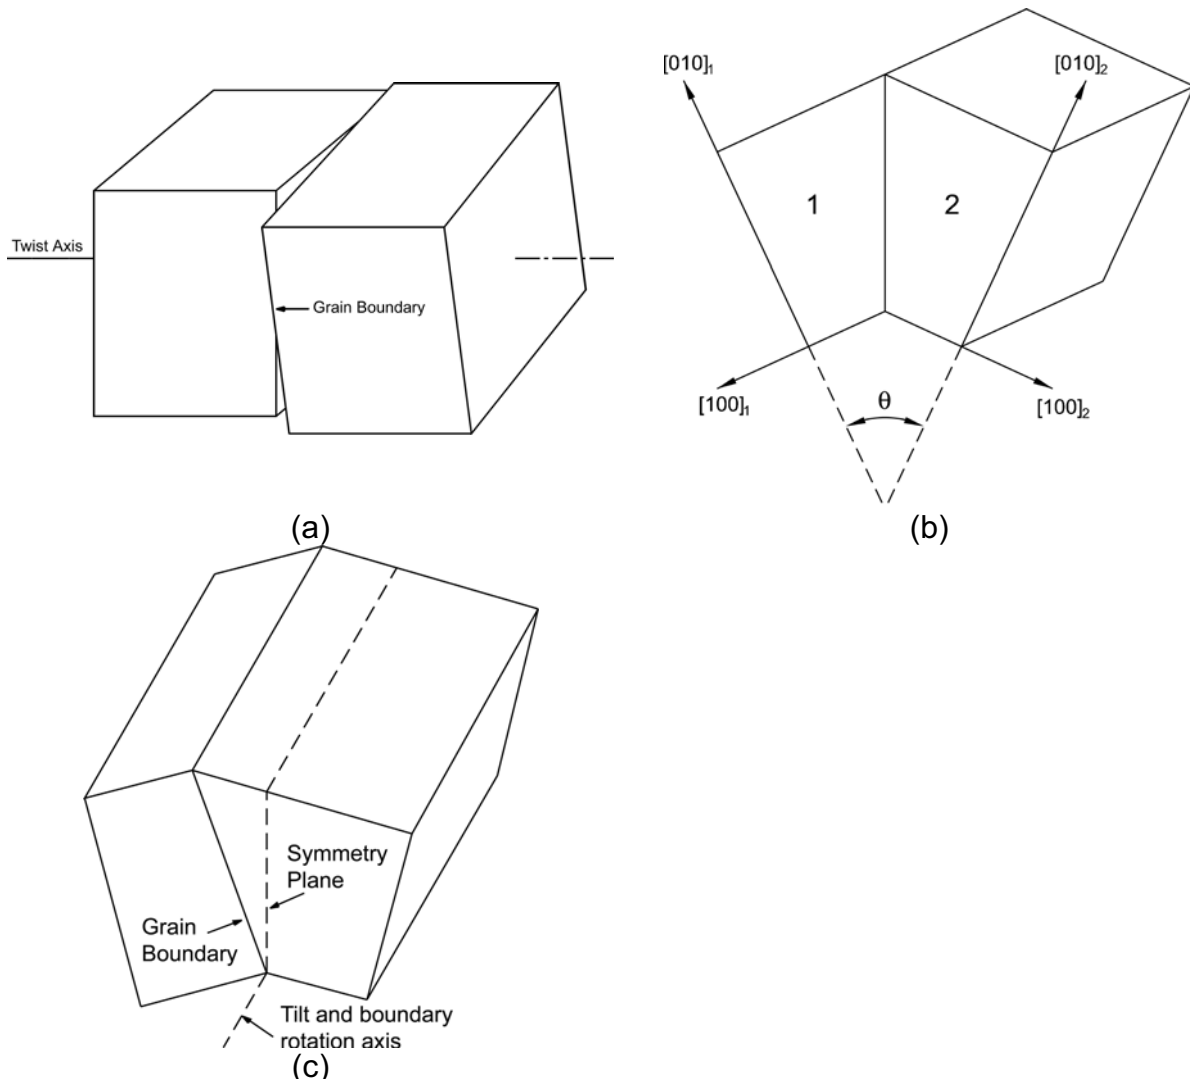 Twist Axis
Grain Boundary
(a)
[010]₁
[010]₂
1
2
[100]₁
θ
[100]₂
(b)
Symmetry
Plane
Grain
Boundary
Tilt and boundary
rotation axis
(c)